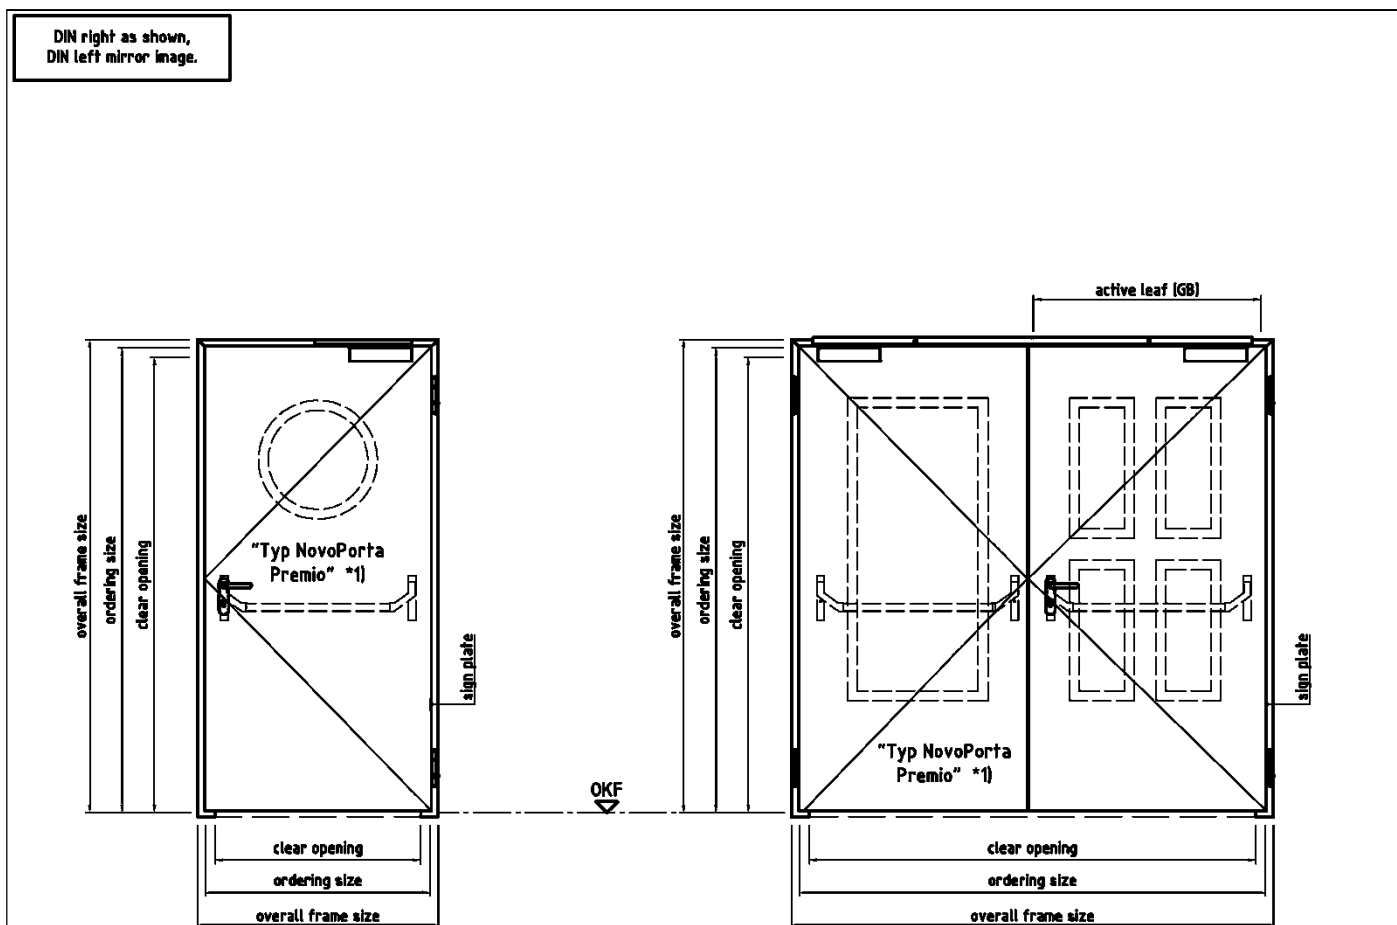 DIN right as shown,
DIN left mirror image.
active leaf (GB)
overall frame size
ordering size
clear opening
"Typ NovoPorta
Premio" *1)
sign plate
overall frame size
ordering size
clear opening
sign plate
"Typ NovoPorta
Premio" *1)
OKF
clear opening
ordering size
overall frame size
clear opening
ordering size
overall frame size